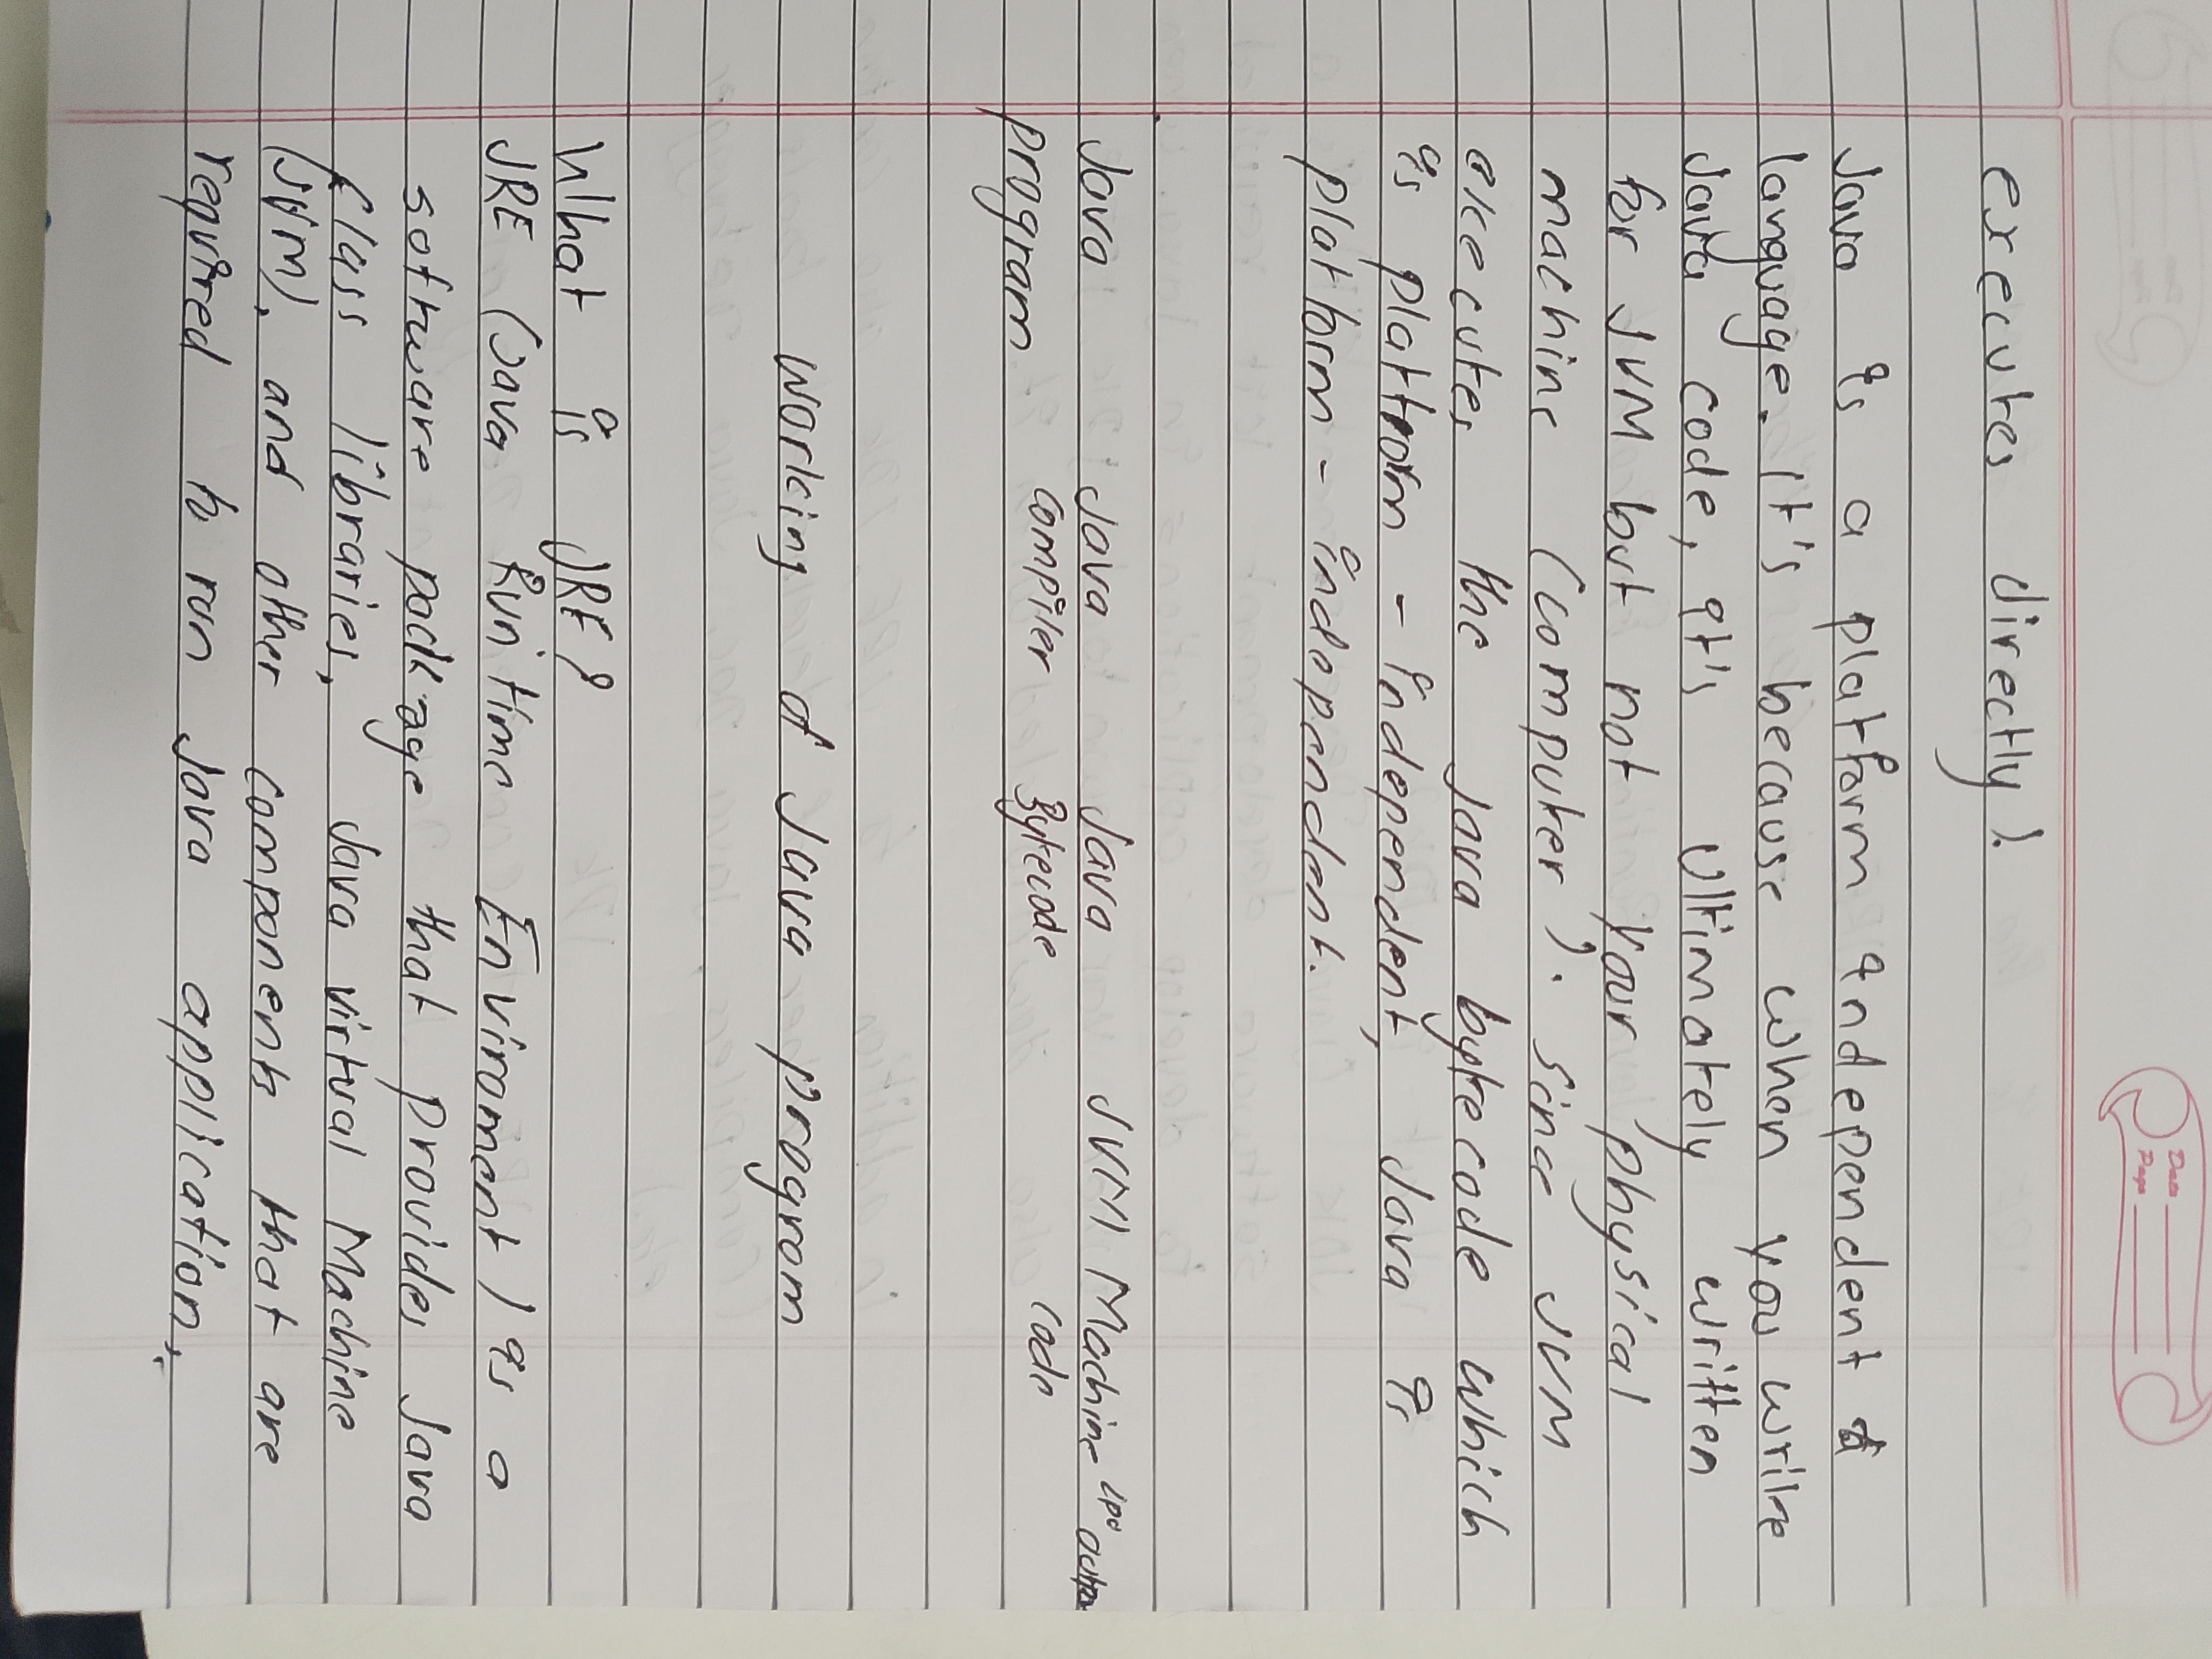 Date
Page
executes directly).
Java is a platform independent
language. It's because when you write
Java code, it's ultimately written
for JVM but not your physical
machine (computer). Since JVM
executes the Java bytecode which
is platform - independent, Java is
platform - independent.
Java Java Java JVM Machine CPU output
program compiler Bytecode Code
Working of Java program
What is JRE?
JRE (Java Runtime Environment) is a
software package that provides Java
class libraries, Java virtual Machine
(JVM), and other components that are
required to run Java application.